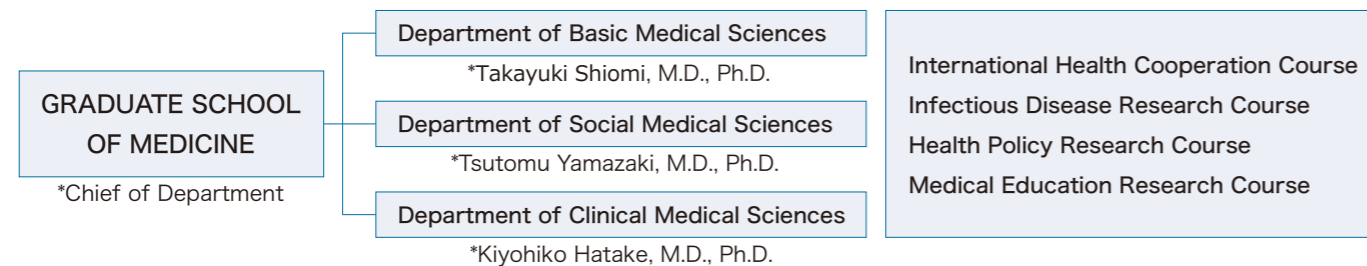 GRADUATE SCHOOL
OF MEDICINE
*Chief of Department
Department of Basic Medical Sciences
*Takayuki Shiomi, M.D., Ph.D.
Department of Social Medical Sciences
*Tsutomu Yamazaki, M.D., Ph.D.
Department of Clinical Medical Sciences
*Kiyohiko Hatake, M.D., Ph.D.
International Health Cooperation Course
Infectious Disease Research Course
Health Policy Research Course
Medical Education Research Course